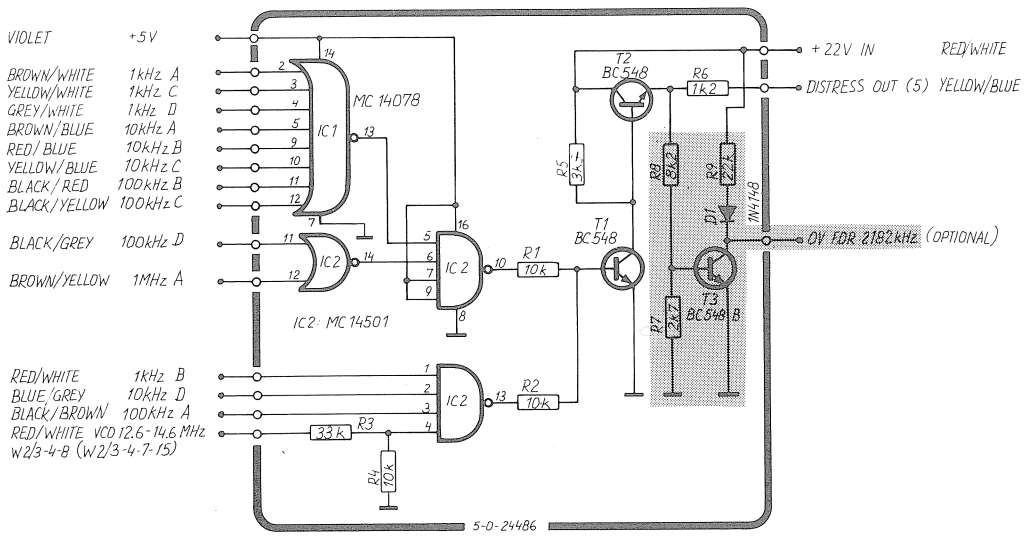 VIOLET +5V
BROWN/WHITE 1kHz A
YELLOW/WHITE 1kHz C
GREY/WHITE 1kHz D
BROWN/BLUE 10kHz A
RED/BLUE 10kHz B
YELLOW/BLUE 10kHz C
BLACK/RED 100kHz B
BLACK/YELLOW 100kHz C
BLACK/GREY 100kHz D
BROWN/YELLOW 1MHz A
RED/WHITE 1kHz B
BLUE/GREY 10kHz D
BLACK/BROWN 100kHz A
RED/WHITE VCO 12.6-14.6 MHz
W2/3-4-8 (W2/3-4-7-15)
14
2
3
4
5
9
10
11
12
7
IC1
MC 14078
13
11
12
IC2
14
IC2: MC14501
16
5
6
7
9
8
IC2
10
R1
10k
1
2
3
4
IC2
13
R2
10k
33k
R3
R4
10k
T2
BC548
R6
1k2
R5
T1
BC548
R8
8k2
R9
22k
D1
1N4148
T3
BC548 B
R7
2k7
+22V IN RED/WHITE
DISTRESS OUT (5) YELLOW/BLUE
0V FOR 2182kHz (OPTIONAL)
5-0-24486